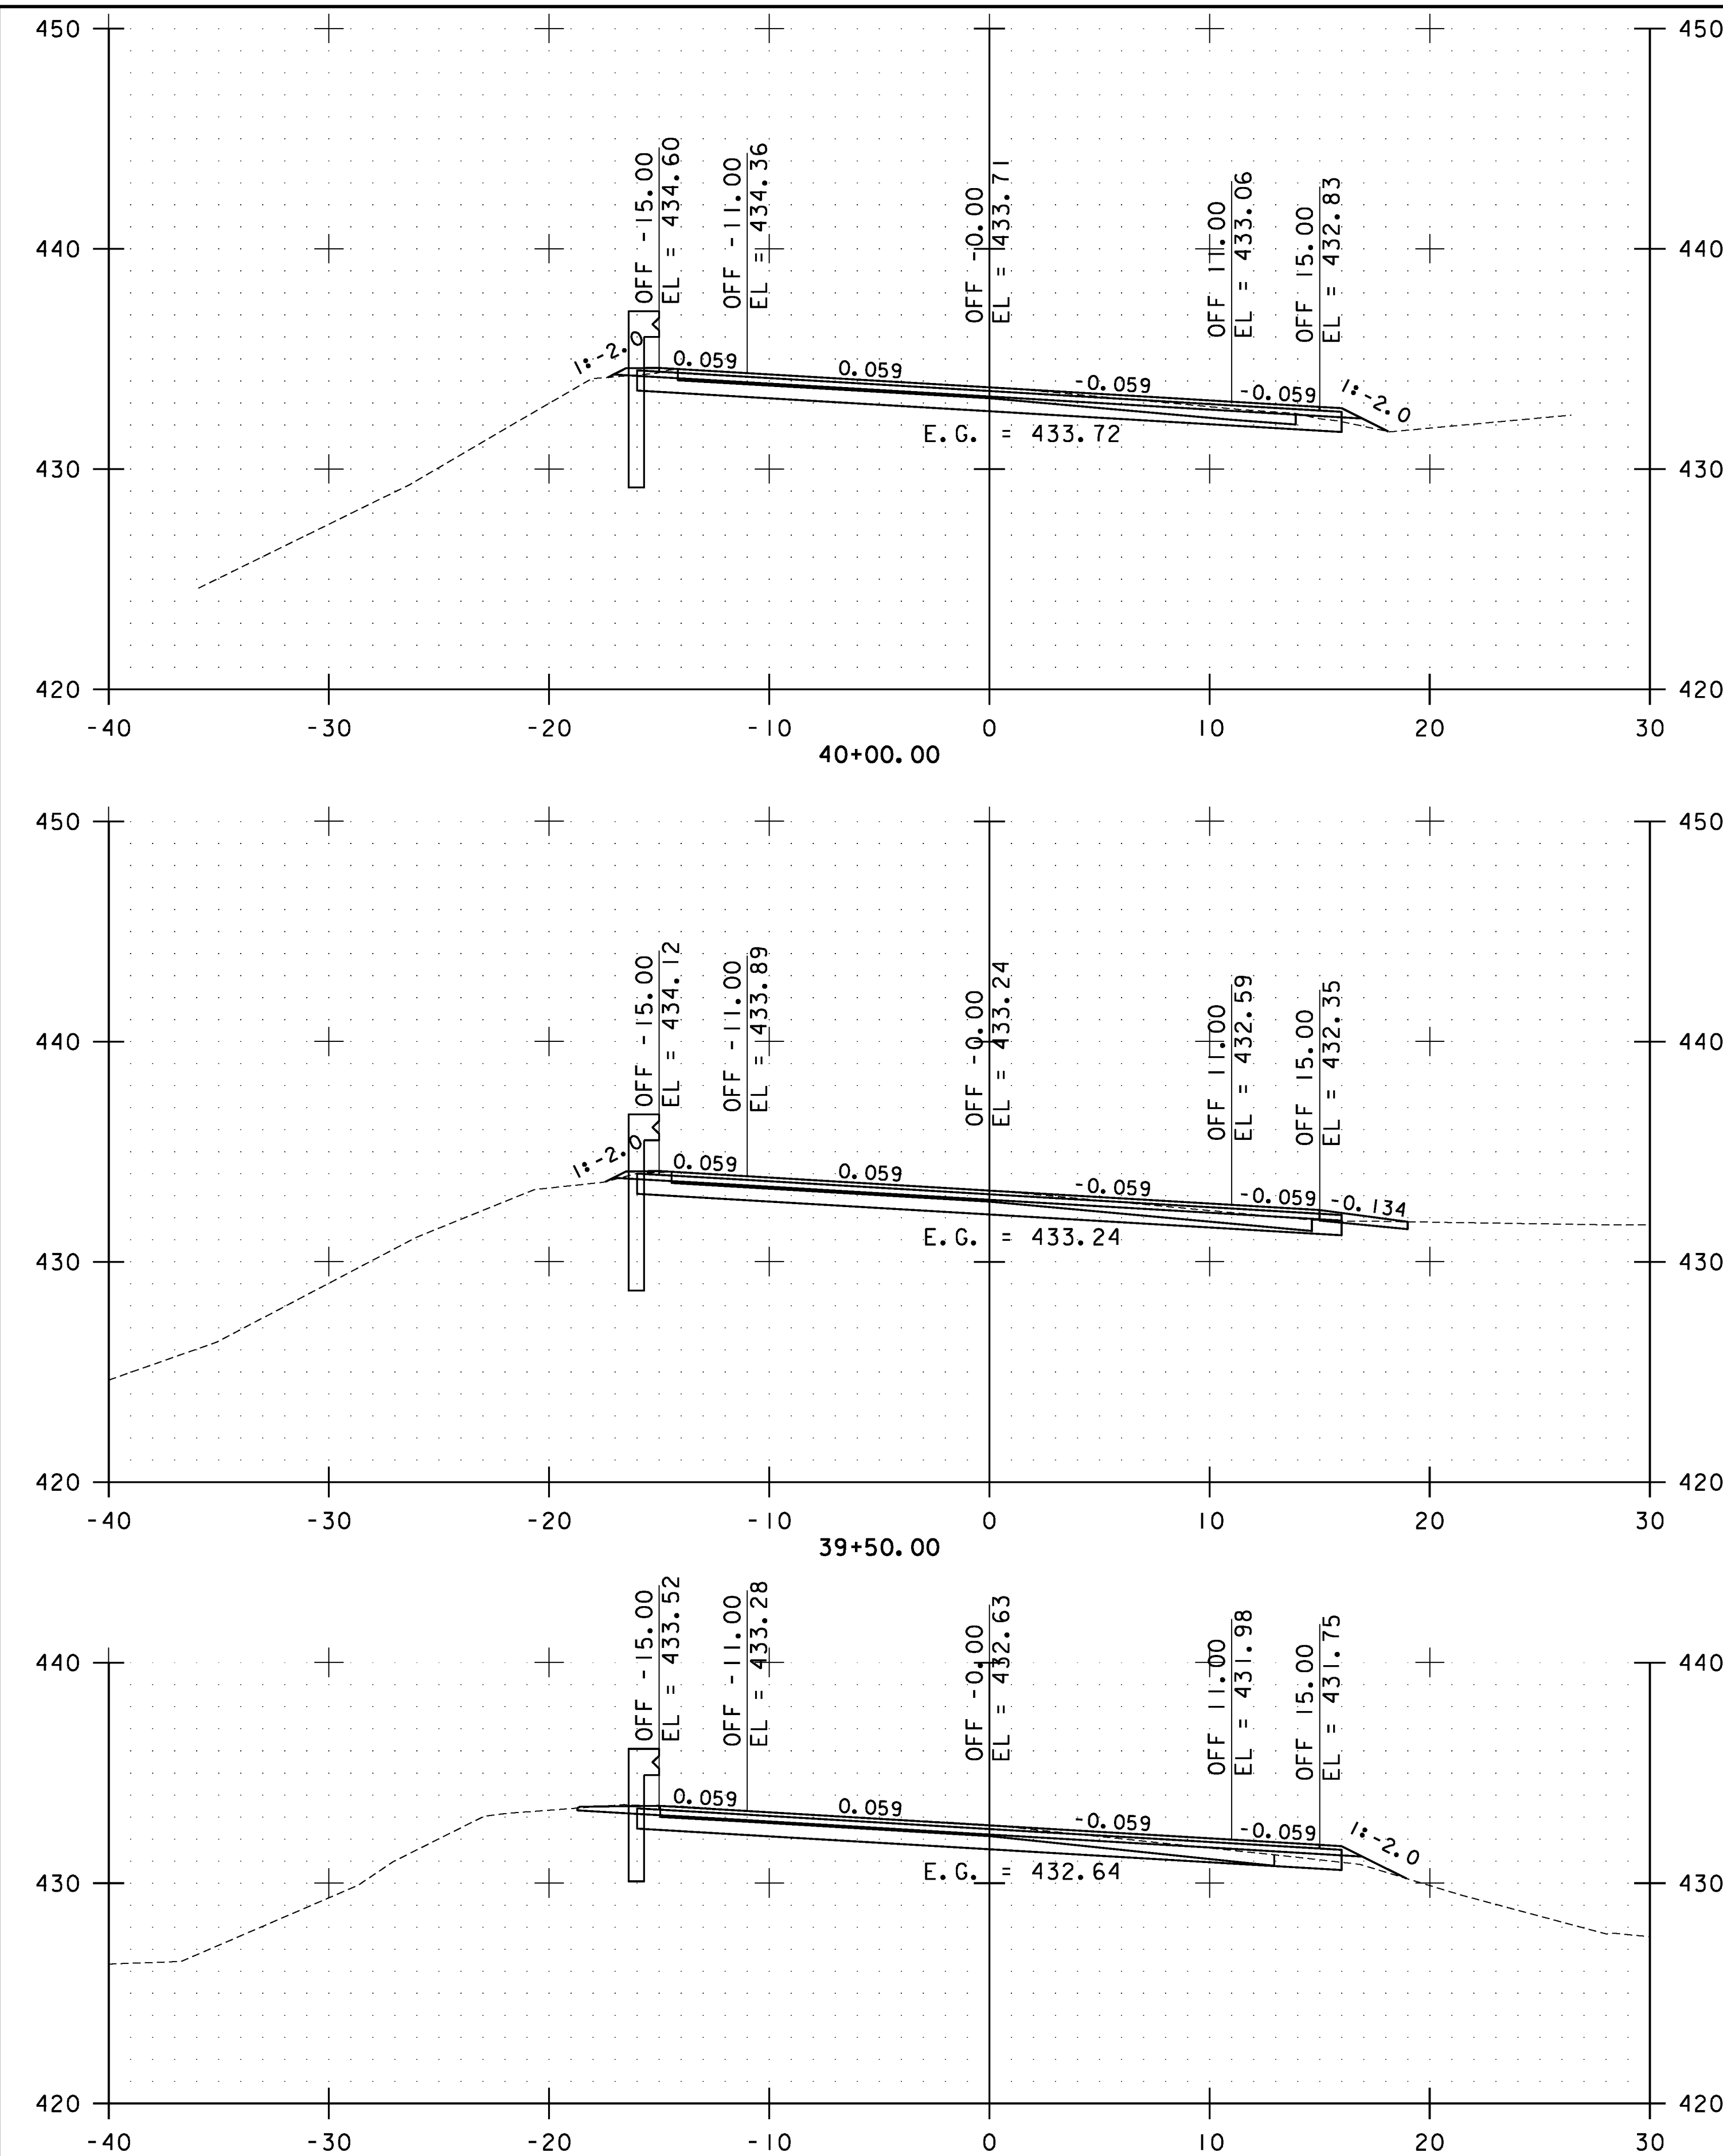 450 450
OFF -15.00
EL = 434.60
OFF -11.00
EL = 434.36
OFF -0.00
EL = 433.71
OFF 11.00
EL = 433.06
OFF 15.00
EL = 432.83
440 440
1:-2.0 0.059 0.059 -0.059 -0.059 1:-2.0
E.G. = 433.72
430 430
420 420
-40 -30 -20 -10 0 10 20 30
40+00.00
450 450
OFF -15.00
EL = 434.12
OFF -11.00
EL = 433.89
OFF -0.00
EL = 433.24
OFF 11.00
EL = 432.59
OFF 15.00
EL = 432.35
440 440
1:-2.0 0.059 0.059 -0.059 -0.059 -0.134
E.G. = 433.24
430 430
420 420
-40 -30 -20 -10 0 10 20 30
39+50.00
OFF -15.00
EL = 433.52
OFF -11.00
EL = 433.28
OFF -0.00
EL = 432.63
OFF 11.00
EL = 431.98
OFF 15.00
EL = 431.75
440 440
0.059 0.059 -0.059 -0.059 1:-2.0
E.G. = 432.64
430 430
420 420
-40 -30 -20 -10 0 10 20 30